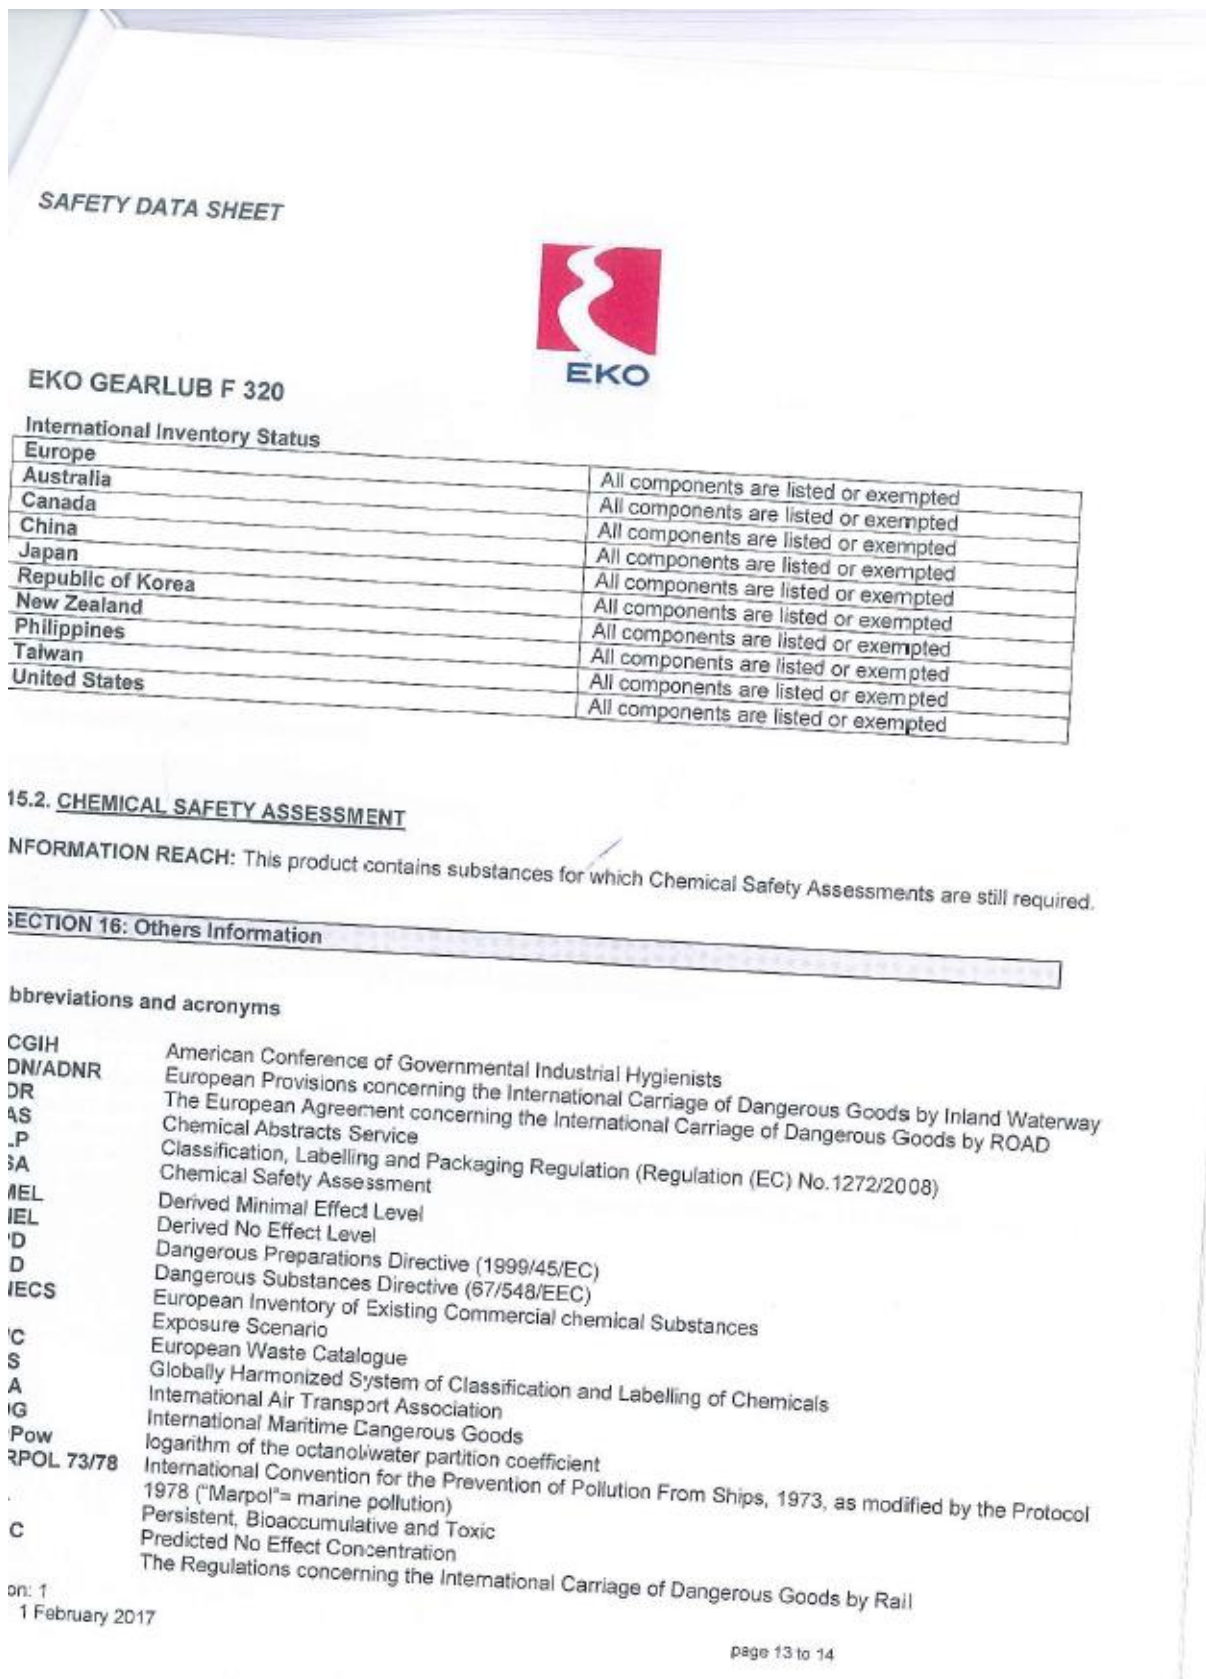 SAFETY DATA SHEET
EKO
EKO GEARLUB F 320
International Inventory Status
Europe All components are listed or exempted
Australia All components are listed or exempted
Canada All components are listed or exempted
China All components are listed or exempted
Japan All components are listed or exempted
Republic of Korea All components are listed or exempted
New Zealand All components are listed or exempted
Philippines All components are listed or exempted
Taiwan All components are listed or exempted
United States All components are listed or exempted
15.2. CHEMICAL SAFETY ASSESSMENT
NFORMATION REACH: This product contains substances for which Chemical Safety Assessments are still required.
SECTION 16: Others Information
bbreviations and acronyms
CGIH American Conference of Governmental Industrial Hygienists
DN/ADNR European Provisions concerning the International Carriage of Dangerous Goods by Inland Waterway
DR The European Agreement concerning the International Carriage of Dangerous Goods by ROAD
AS Chemical Abstracts Service
LP Classification, Labelling and Packaging Regulation (Regulation (EC) No.1272/2008)
SA Chemical Safety Assessment
MEL Derived Minimal Effect Level
NEL Derived No Effect Level
PD Dangerous Preparations Directive (1999/45/EC)
D Dangerous Substances Directive (67/548/EEC)
NECS European Inventory of Existing Commercial chemical Substances
Exposure Scenario
C European Waste Catalogue
S Globally Harmonized System of Classification and Labelling of Chemicals
A International Air Transport Association
DG International Maritime Dangerous Goods
Pow logarithm of the octanol/water partition coefficient
RPOL 73/78 International Convention for the Prevention of Pollution From Ships, 1973, as modified by the Protocol
1978 ("Marpol"= marine pollution)
Persistent, Bioaccumulative and Toxic
C Predicted No Effect Concentration
The Regulations concerning the International Carriage of Dangerous Goods by Rail
on: 1
1 February 2017
page 13 to 14